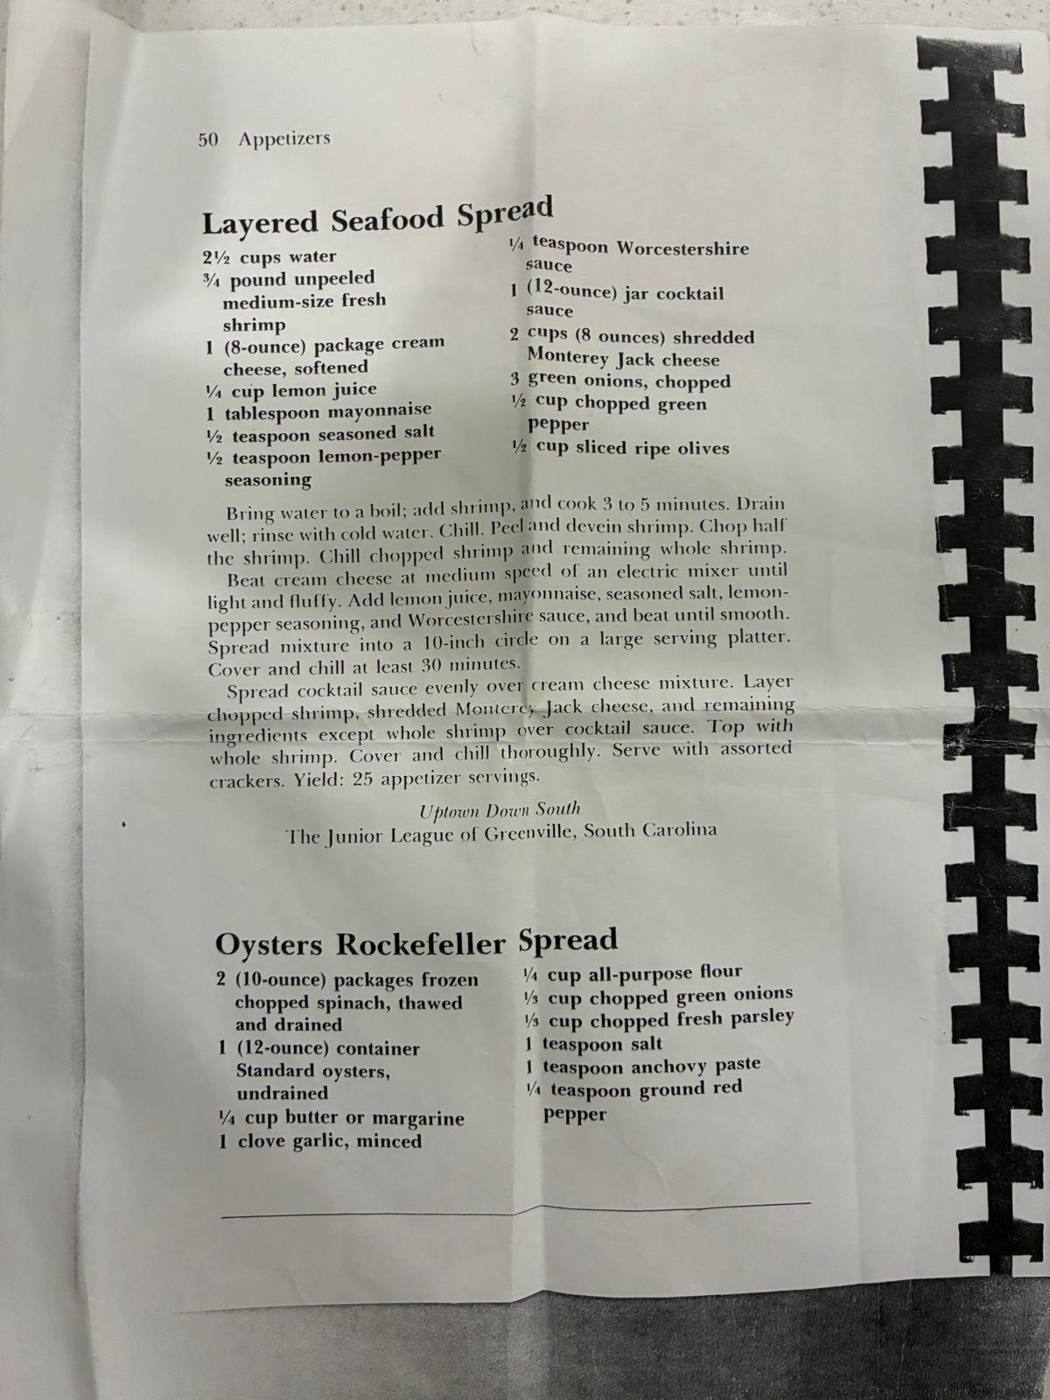 50 Appetizers
Layered Seafood Spread
2½ cups water
¾ pound unpeeled
medium-size fresh
shrimp
1 (8-ounce) package cream
cheese, softened
¼ cup lemon juice
1 tablespoon mayonnaise
½ teaspoon seasoned salt
½ teaspoon lemon-pepper
seasoning
¼ teaspoon Worcestershire
sauce
1 (12-ounce) jar cocktail
sauce
2 cups (8 ounces) shredded
Monterey Jack cheese
3 green onions, chopped
½ cup chopped green
pepper
½ cup sliced ripe olives
Bring water to a boil; add shrimp, and cook 3 to 5 minutes. Drain
well; rinse with cold water. Chill. Peel and devein shrimp. Chop half
the shrimp. Chill chopped shrimp and remaining whole shrimp.
Beat cream cheese at medium speed of an electric mixer until
light and fluffy. Add lemon juice, mayonnaise, seasoned salt, lemon-
pepper seasoning, and Worcestershire sauce, and beat until smooth.
Spread mixture into a 10-inch circle on a large serving platter.
Cover and chill at least 30 minutes.
Spread cocktail sauce evenly over cream cheese mixture. Layer
chopped shrimp, shredded Monterey Jack cheese, and remaining
ingredients except whole shrimp over cocktail sauce. Top with
whole shrimp. Cover and chill thoroughly. Serve with assorted
crackers. Yield: 25 appetizer servings.
Uptown Down South
The Junior League of Greenville, South Carolina
Oysters Rockefeller Spread
2 (10-ounce) packages frozen
chopped spinach, thawed
and drained
1 (12-ounce) container
Standard oysters,
undrained
¼ cup butter or margarine
1 clove garlic, minced
¼ cup all-purpose flour
⅓ cup chopped green onions
⅓ cup chopped fresh parsley
1 teaspoon salt
1 teaspoon anchovy paste
¼ teaspoon ground red
pepper